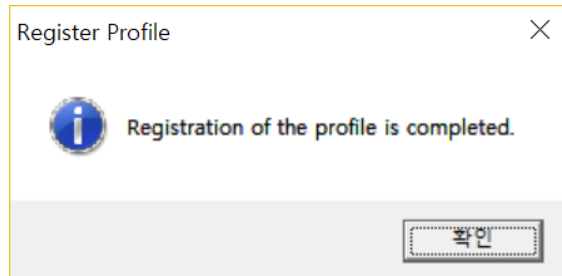 Register Profile
Registration of the profile is completed.
확인